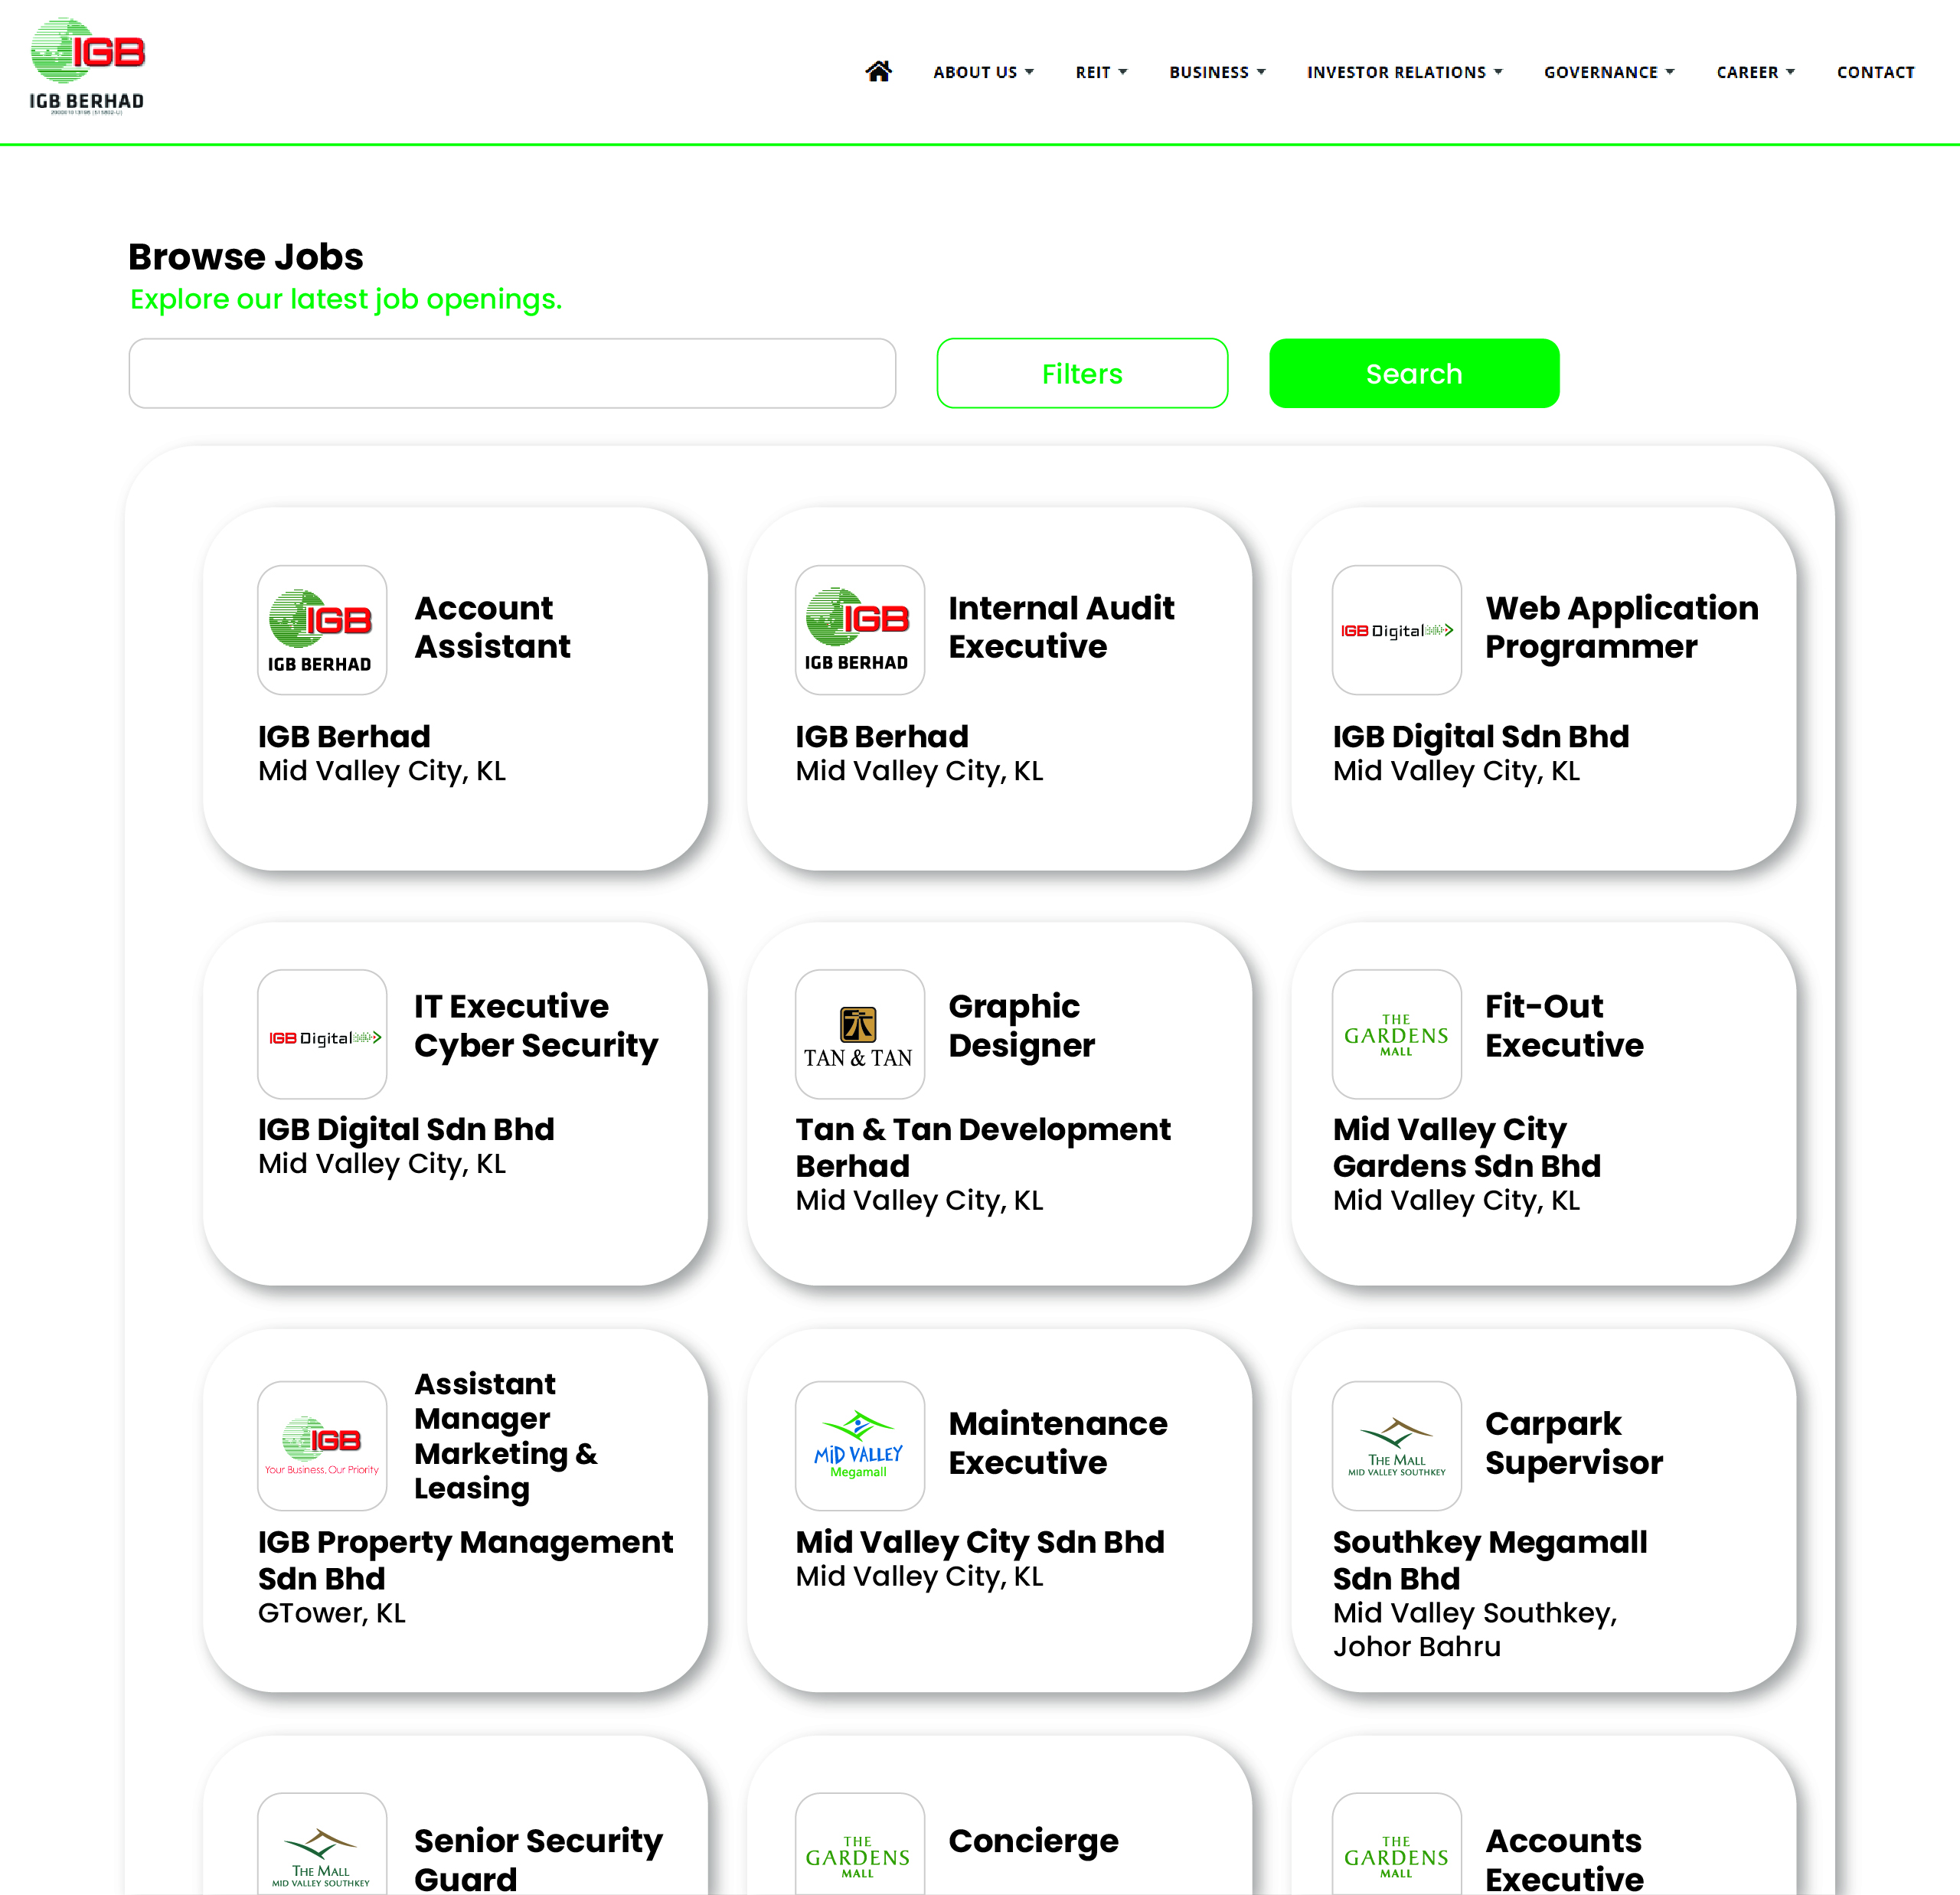 IGB
IGB BERHAD
ABOUT US
REIT
BUSINESS
INVESTOR RELATIONS
GOVERNANCE
CAREER
CONTACT
Browse Jobs
Explore our latest job openings.
Filters
Search
IGB
IGB BERHAD
Account
Assistant
IGB Berhad
Mid Valley City, KL
IGB
IGB BERHAD
Internal Audit
Executive
IGB Berhad
Mid Valley City, KL
IGB Digital
Web Application
Programmer
IGB Digital Sdn Bhd
Mid Valley City, KL
IGB Digital
IT Executive
Cyber Security
IGB Digital Sdn Bhd
Mid Valley City, KL
TAN & TAN
Graphic
Designer
Tan & Tan Development
Berhad
Mid Valley City, KL
THE
GARDENS
MALL
Fit-Out
Executive
Mid Valley City
Gardens Sdn Bhd
Mid Valley City, KL
IGB
Your Business, Our Priority
Assistant
Manager
Marketing &
Leasing
IGB Property Management
Sdn Bhd
GTower, KL
MiD VALLEY
Megamall
Maintenance
Executive
Mid Valley City Sdn Bhd
Mid Valley City, KL
THE MALL
MID VALLEY SOUTHKEY
Carpark
Supervisor
Southkey Megamall
Sdn Bhd
Mid Valley Southkey,
Johor Bahru
THE MALL
MID VALLEY SOUTHKEY
Senior Security
Guard
THE
GARDENS
MALL
Concierge
THE
GARDENS
MALL
Accounts
Executive